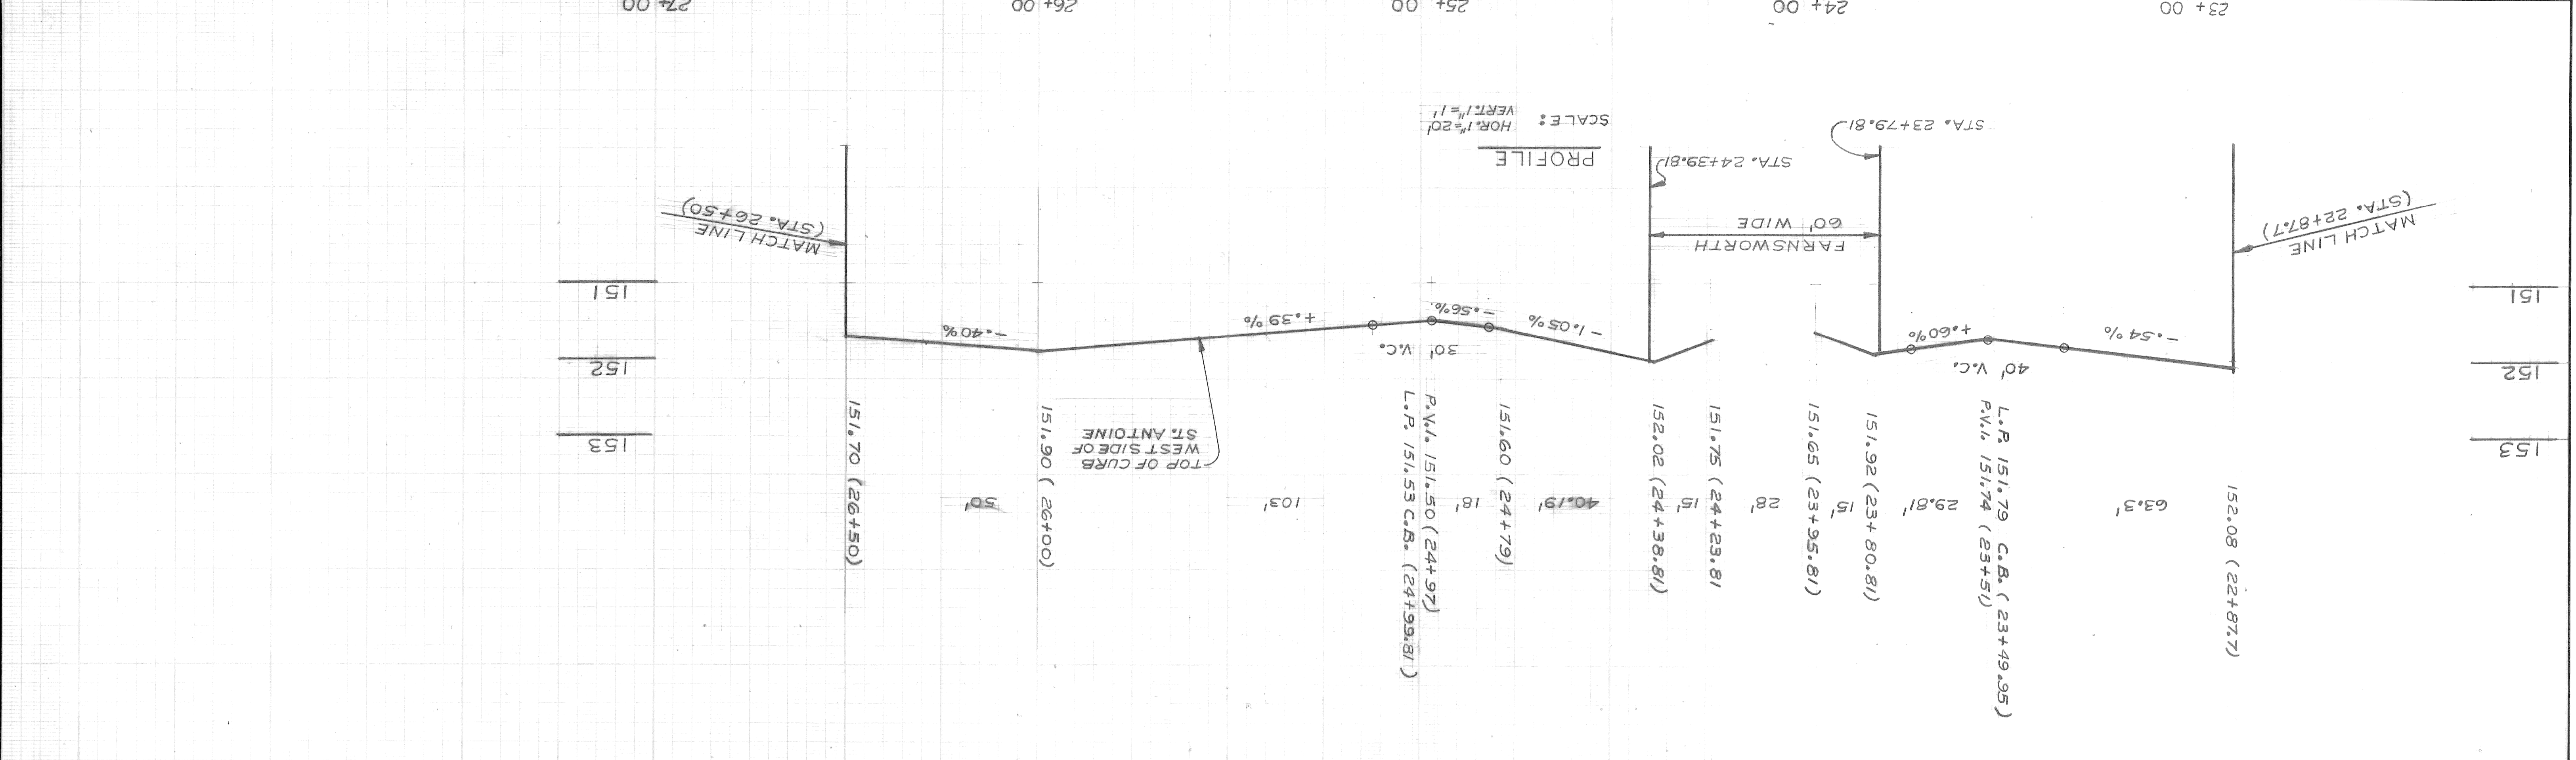 152.08 (22+87.7)
L.P. 151.79 C.B. (23+49.95)
P.V.I. 151.74 (23+51)
151.92 (23+80.81)
151.65 (23+95.81)
151.75 (24+23.81
152.02 (24+38.81)
151.60 (24+79)
P.V.I. 151.50 (24+97)
L.P. 151.53 C.B. (24+99.81)
151.90 (26+00)
151.70 (26+50)
63.3'
29.81'
15'
28'
15'
40.19'
18'
103'
50'
TOP OF CURB
WEST SIDE OF
ST. ANTOINE
153
152
151
153
152
151
40' V.C.
30' V.C.
-.54%
+.60%
-1.05%
-.56%
+.39%
-.40%
MATCH LINE
(STA. 22+87.7)
FARNSWORTH
60' WIDE
STA. 23+79.81
STA. 24+39.81
PROFILE
SCALE: HOR. 1"=20'
VERT. 1"=1'
MATCH LINE
(STA. 26+50)
23+00
24+00
25+00
26+00
27+00